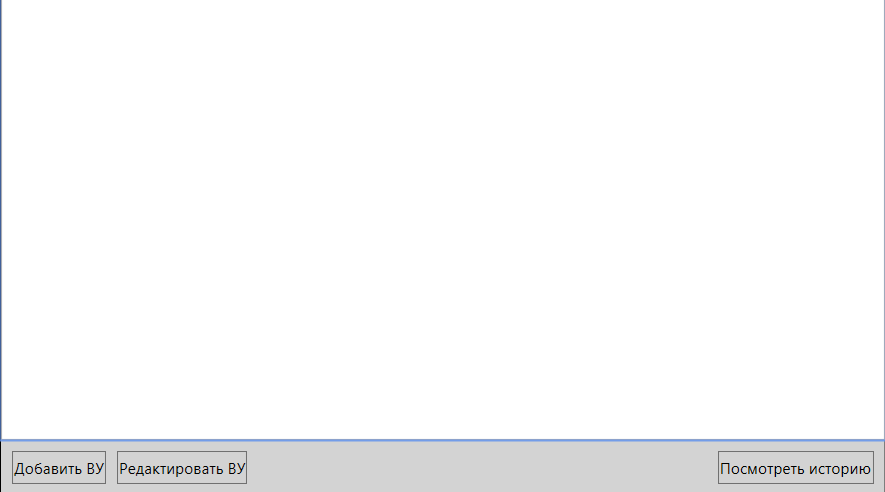 Добавить ВУ
Редактировать ВУ
Посмотреть историю